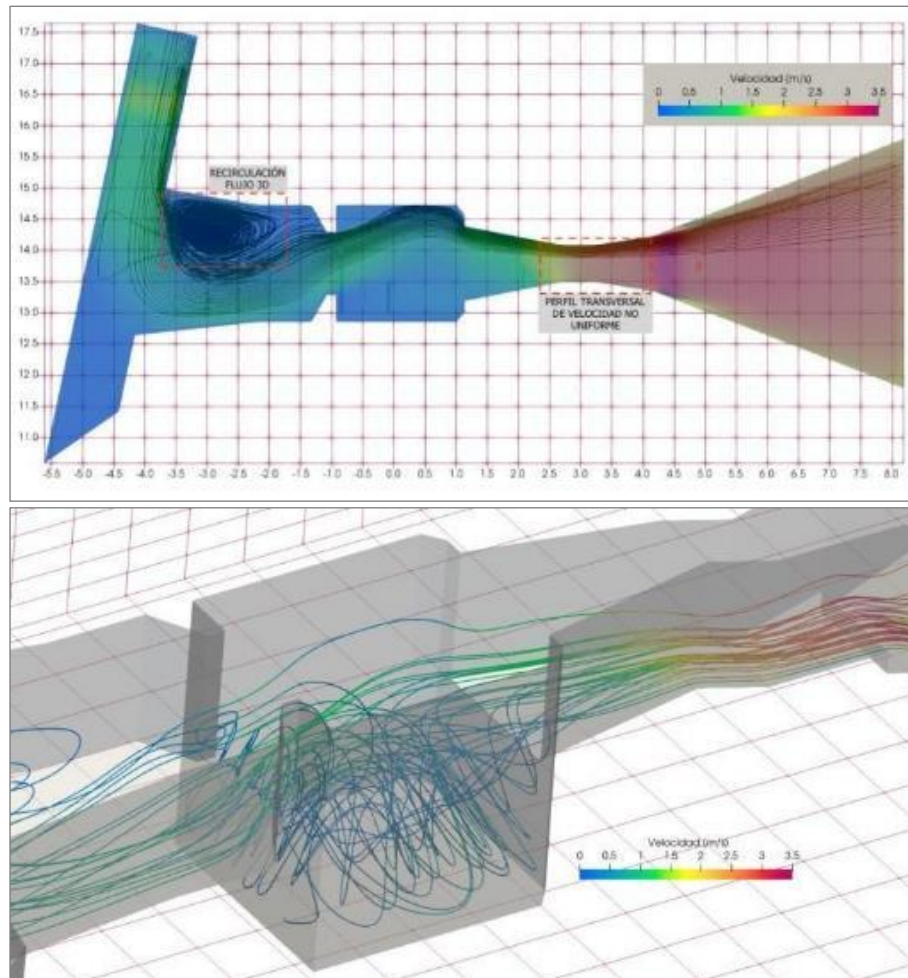 17.5
17.0
Velocidad (m/s)
16.5
0 0.5 1 1.5 2 2.5 3 3.5
16.0
15.5
RECIRCULACIÓN
FLUJO 3D
15.0
14.5
14.0
13.5
13.0
PERFIL TRANSVERSAL
DE VELOCIDAD NO
UNIFORME
12.5
12.0
11.5
11.0
-5.5 -5.0 -4.5 -4.0 -3.5 -3.0 -2.5 -2.0 -1.5 -1.0 -0.5 0.0 0.5 1.0 1.5 2.0 2.5 3.0 3.5 4.0 4.5 5.0 5.5 6.0 6.5 7.0 7.5 8.0
Velocidad (m/s)
0 0.5 1 1.5 2 2.5 3 3.5